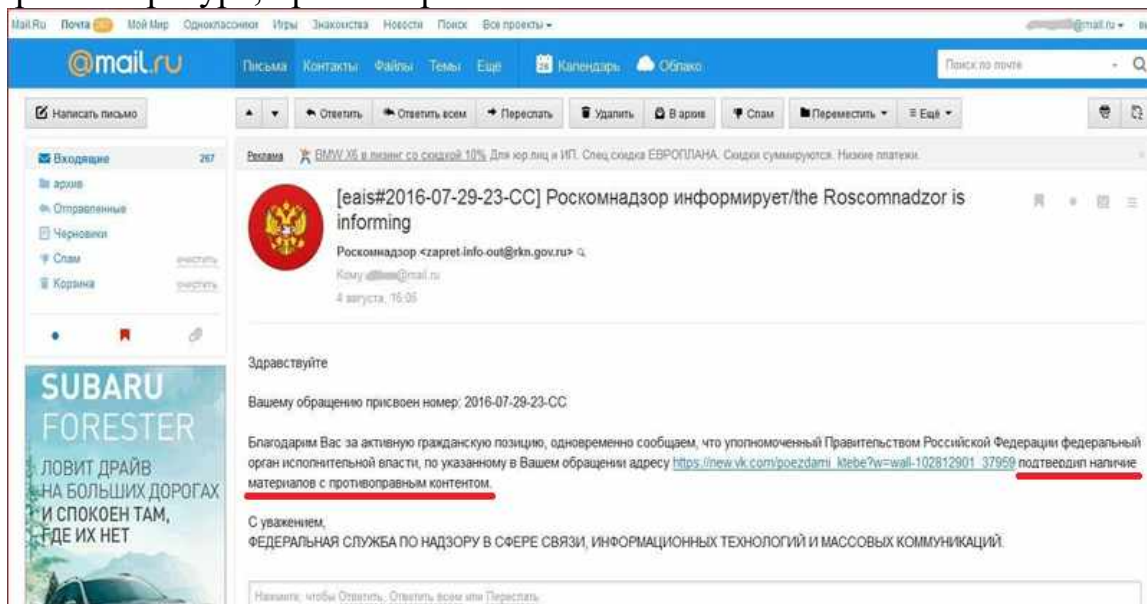 Mail.Ru Почта Мой Мир Одноклассники Игры Знакомства Новости Поиск Все проекты
@mail.ru
@mail.ru Письма Контакты Файлы Темы Ещё Календарь Облако Поиск по почте
Написать письмо Ответить Ответить всем Переслать Удалить В архив Спам Переместить Ещё
Входящие 267
архив
Отправленные
Черновики
Спам очистить
Корзина очистить
Реклама BMW X6 в лизинг со скидкой 10% Для юр.лиц и ИП. Спец.скидка ЕВРОПЛАНА. Скидки суммируются. Низкие платежи.
[eais#2016-07-29-23-CC] Роскомнадзор информирует/the Roscomnadzor is
informing
Роскомнадзор <zapret-info-out@rkn.gov.ru>
Кому @mail.ru
4 августа, 16:05
Здравствуйте
Вашему обращению присвоен номер: 2016-07-29-23-CC
Благодарим Вас за активную гражданскую позицию, одновременно сообщаем, что уполномоченный Правительством Российской Федерации федеральный
орган исполнительной власти, по указанному в Вашем обращении адресу https://new.vk.com/poezdami_ktebe?w=wall-102812901_37959 подтвердил наличие
материалов с противоправным контентом.
С уважением,
ФЕДЕРАЛЬНАЯ СЛУЖБА ПО НАДЗОРУ В СФЕРЕ СВЯЗИ, ИНФОРМАЦИОННЫХ ТЕХНОЛОГИЙ И МАССОВЫХ КОММУНИКАЦИЙ.
Нажмите, чтобы Ответить, Ответить всем или Переслать
SUBARU
FORESTER
ЛОВИТ ДРАЙВ
НА БОЛЬШИХ ДОРОГАХ
И СПОКОЕН ТАМ,
ГДЕ ИХ НЕТ